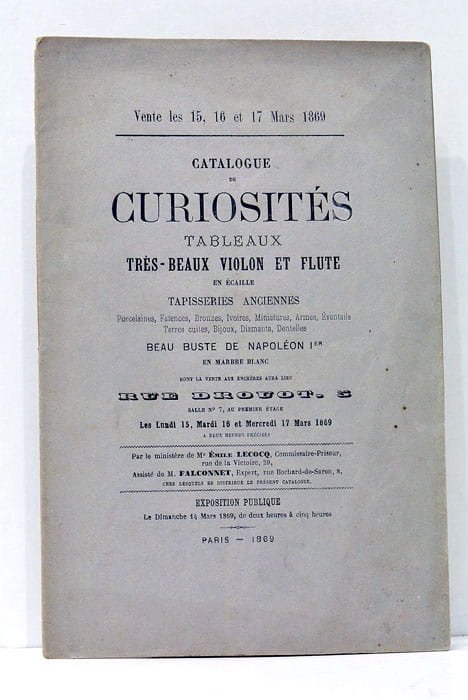 Vente les 15, 16 et 17 Mars 1869
CATALOGUE
DE
CURIOSITÉS
TABLEAUX
TRÈS-BEAUX VIOLON ET FLUTE
EN ÉCAILLE
TAPISSERIES ANCIENNES
Porcelaines, Faïences, Bronzes, Ivoires, Miniatures, Armes, Éventails
Terres cuites, Bijoux, Diamants, Dentelles
BEAU BUSTE DE NAPOLÉON IER
EN MARBRE BLANC
DONT LA VENTE AUX ENCHÈRES AURA LIEU
RUE DROUOT, 5
SALLE N° 7, AU PREMIER ÉTAGE
Les Lundi 15, Mardi 16 et Mercredi 17 Mars 1869
A DEUX HEURES PRÉCISES
Par le ministère de Me ÉMILE LECOCQ, Commissaire-Priseur,
rue de la Victoire, 29,
Assisté de M. FALCONNET, Expert, rue Bochard-de-Saron, 8,
CHEZ LESQUELS SE DISTRIBUE LE PRÉSENT CATALOGUE.
EXPOSITION PUBLIQUE
Le Dimanche 14 Mars 1869, de deux heures à cinq heures
PARIS — 1869